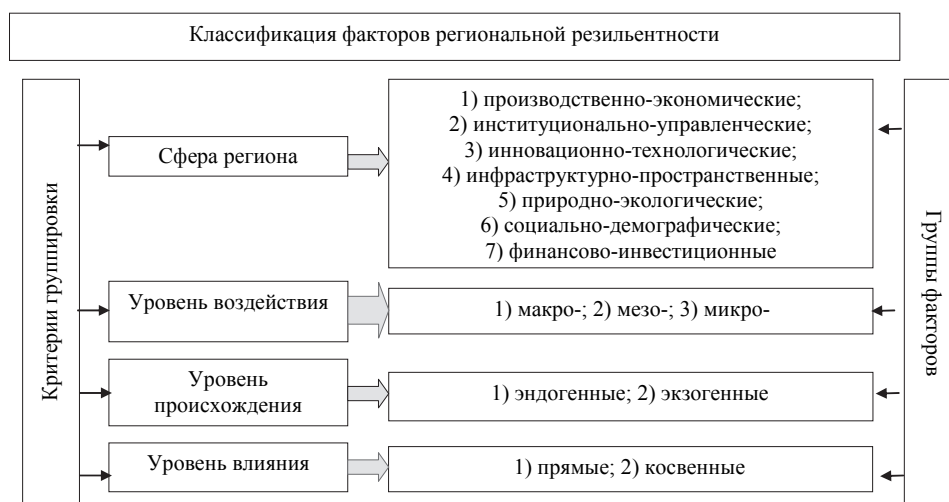 Классификация факторов региональной резильентности
Критерии группировки
Сфера региона
1) производственно-экономические;
2) институционально-управленческие;
3) инновационно-технологические;
4) инфраструктурно-пространственные;
5) природно-экологические;
6) социально-демографические;
7) финансово-инвестиционные
Уровень воздействия
1) макро-; 2) мезо-; 3) микро-
Уровень
происхождения
1) эндогенные; 2) экзогенные
Уровень влияния
1) прямые; 2) косвенные
Группы факторов